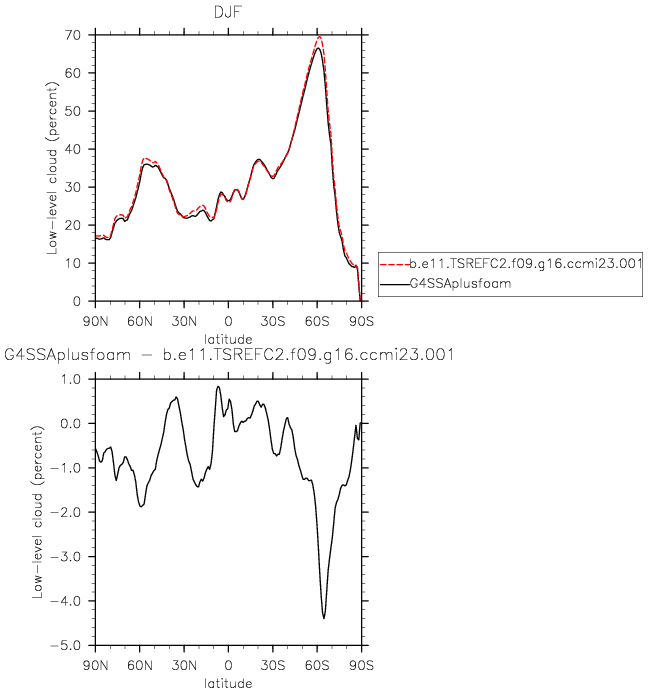 DJF
70
60
50
40
30
20
10
0
Low-level cloud (percent)
90N 60N 30N 0 30S 60S 90S
latitude
b.e11.TSREFC2.f09.g16.ccmi23.001
G4SSAplusfoam
G4SSAplusfoam - b.e11.TSREFC2.f09.g16.ccmi23.001
1.0
0.0
-1.0
-2.0
-3.0
-4.0
-5.0
Low-level cloud (percent)
90N 60N 30N 0 30S 60S 90S
latitude